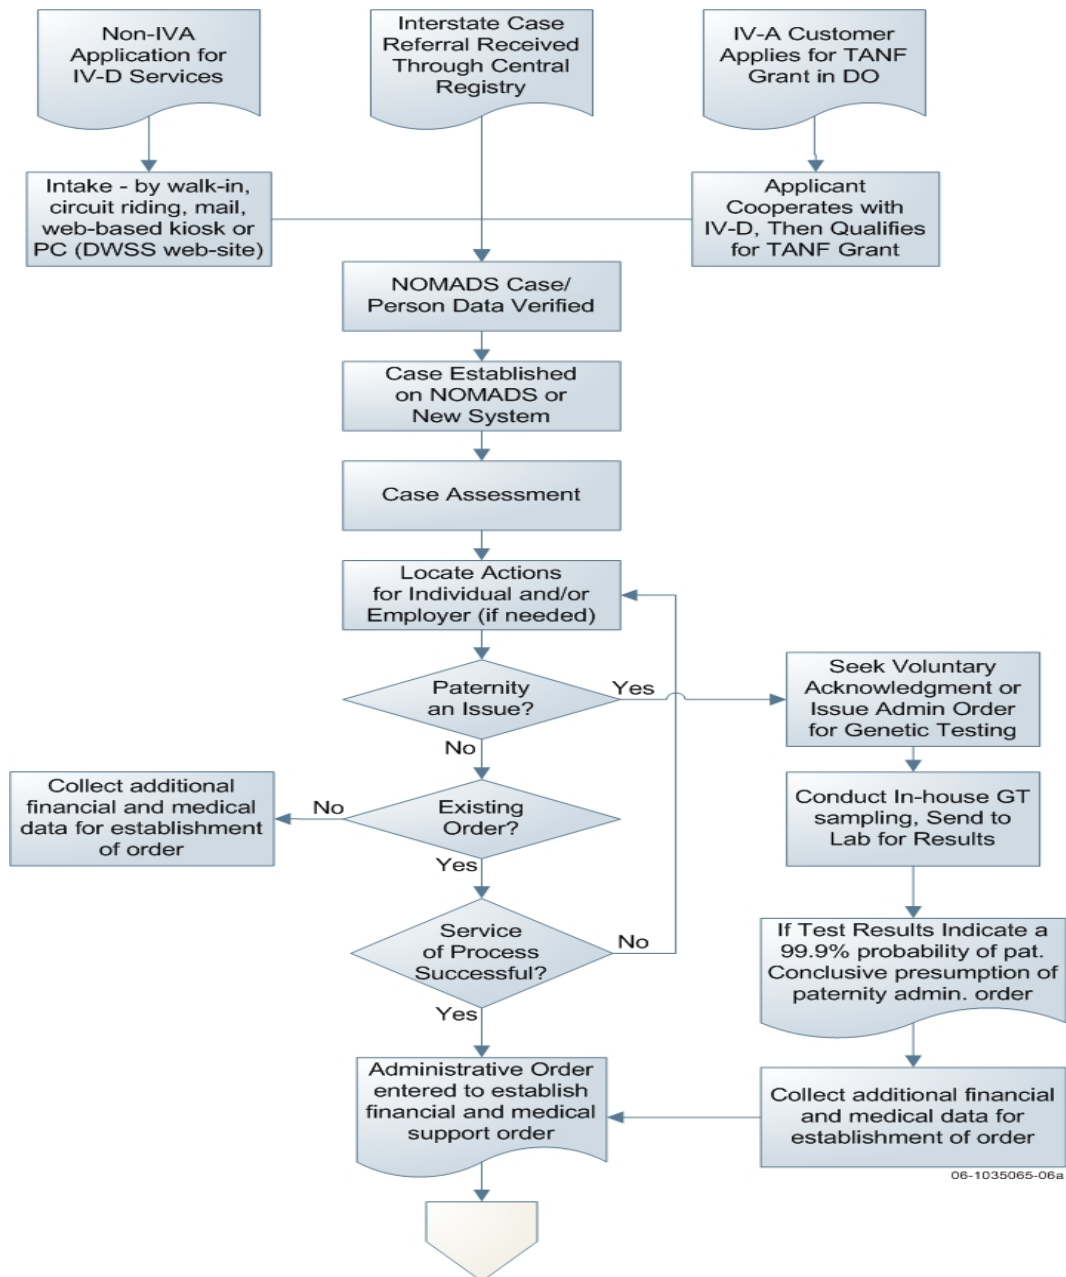 Non-IVA
Application for
IV-D Services
Interstate Case
Referral Received
Through Central
Registry
IV-A Customer
Applies for TANF
Grant in DO
Intake - by walk-in,
circuit riding, mail,
web-based kiosk or
PC (DWSS web-site)
Applicant
Cooperates with
IV-D, Then Qualifies
for TANF Grant
NOMADS Case/
Person Data Verified
Case Established
on NOMADS or
New System
Case Assessment
Locate Actions
for Individual and/or
Employer (if needed)
Paternity
an Issue?
Yes
Seek Voluntary
Acknowledgment or
Issue Admin Order
for Genetic Testing
No
Collect additional
financial and medical
data for establishment
of order
No
Existing
Order?
Conduct In-house GT
sampling, Send to
Lab for Results
Yes
Service
of Process
Successful?
No
If Test Results Indicate a
99.9% probability of pat.
Conclusive presumption of
paternity admin. order
Yes
Administrative Order
entered to establish
financial and medical
support order
Collect additional financial
and medical data for
establishment of order
06-1035065-06a